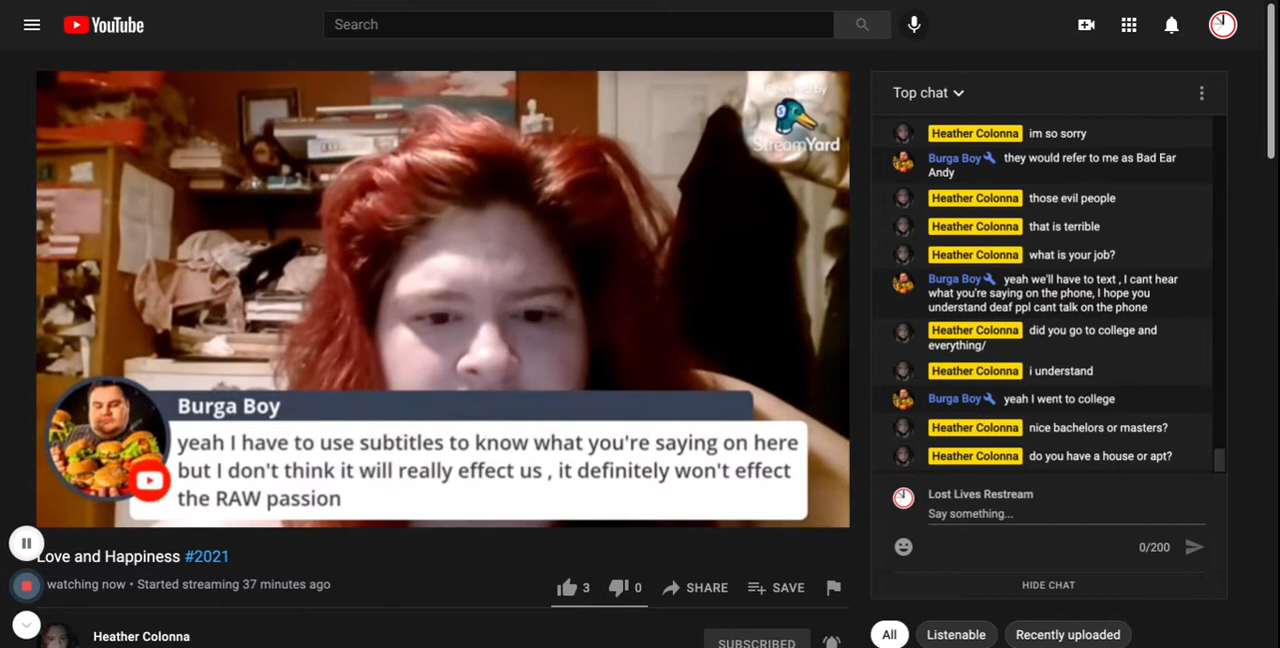 YouTube
Search
Powered by
StreamYard
Burga Boy
yeah I have to use subtitles to know what you're saying on here
but I don't think it will really effect us , it definitely won't effect
the RAW passion
Love and Happiness #2021
watching now • Started streaming 37 minutes ago
3
0
SHARE
SAVE
Heather Colonna
SUBSCRIBED
Top chat
Heather Colonna im so sorry
Burga Boy they would refer to me as Bad Ear
Andy
Heather Colonna those evil people
Heather Colonna that is terrible
Heather Colonna what is your job?
Burga Boy yeah we'll have to text , I cant hear
what you're saying on the phone, I hope you
understand deaf ppl cant talk on the phone
Heather Colonna did you go to college and
everything/
Heather Colonna i understand
Burga Boy yeah I went to college
Heather Colonna nice bachelors or masters?
Heather Colonna do you have a house or apt?
Lost Lives Restream
Say something...
0/200
HIDE CHAT
All
Listenable
Recently uploaded